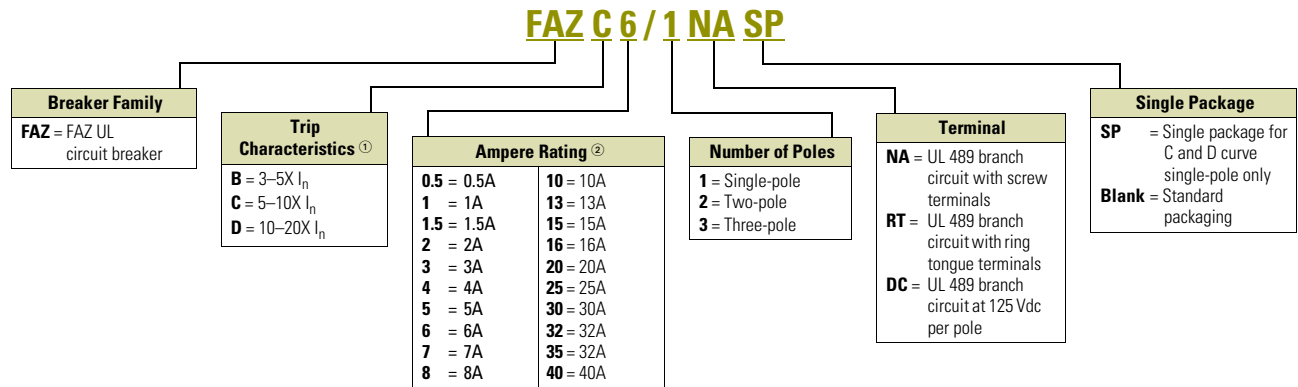 FAZ C 6 / 1 NA SP
Breaker Family
FAZ = FAZ UL
circuit breaker
Trip
Characteristics ①
B = 3–5X In
C = 5–10X In
D = 10–20X In
Ampere Rating ②
0.5 = 0.5A
1 = 1A
1.5 = 1.5A
2 = 2A
3 = 3A
4 = 4A
5 = 5A
6 = 6A
7 = 7A
8 = 8A
10 = 10A
13 = 13A
15 = 15A
16 = 16A
20 = 20A
25 = 25A
30 = 30A
32 = 32A
35 = 32A
40 = 40A
Number of Poles
1 = Single-pole
2 = Two-pole
3 = Three-pole
Terminal
NA = UL 489 branch
circuit with screw
terminals
RT = UL 489 branch
circuit with ring
tongue terminals
DC = UL 489 branch
circuit at 125 Vdc
per pole
Single Package
SP = Single package for
C and D curve
single-pole only
Blank = Standard
packaging